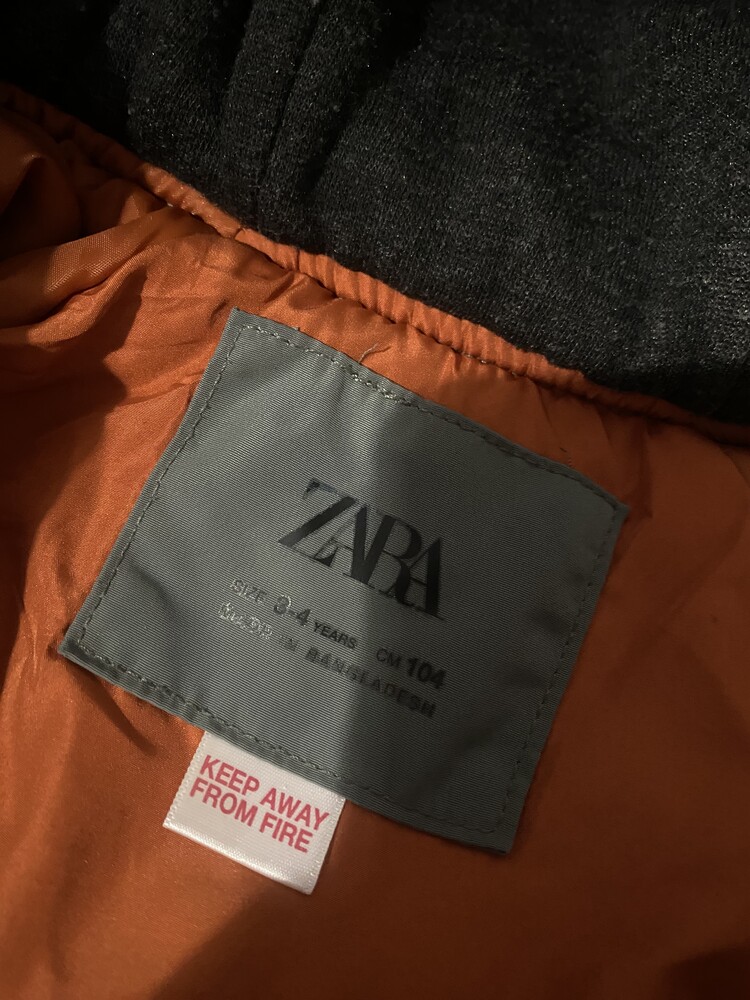 ZARA
SIZE 3-4 YEARS CM 104
MADE IN BANGLADESH
KEEP AWAY
FROM FIRE